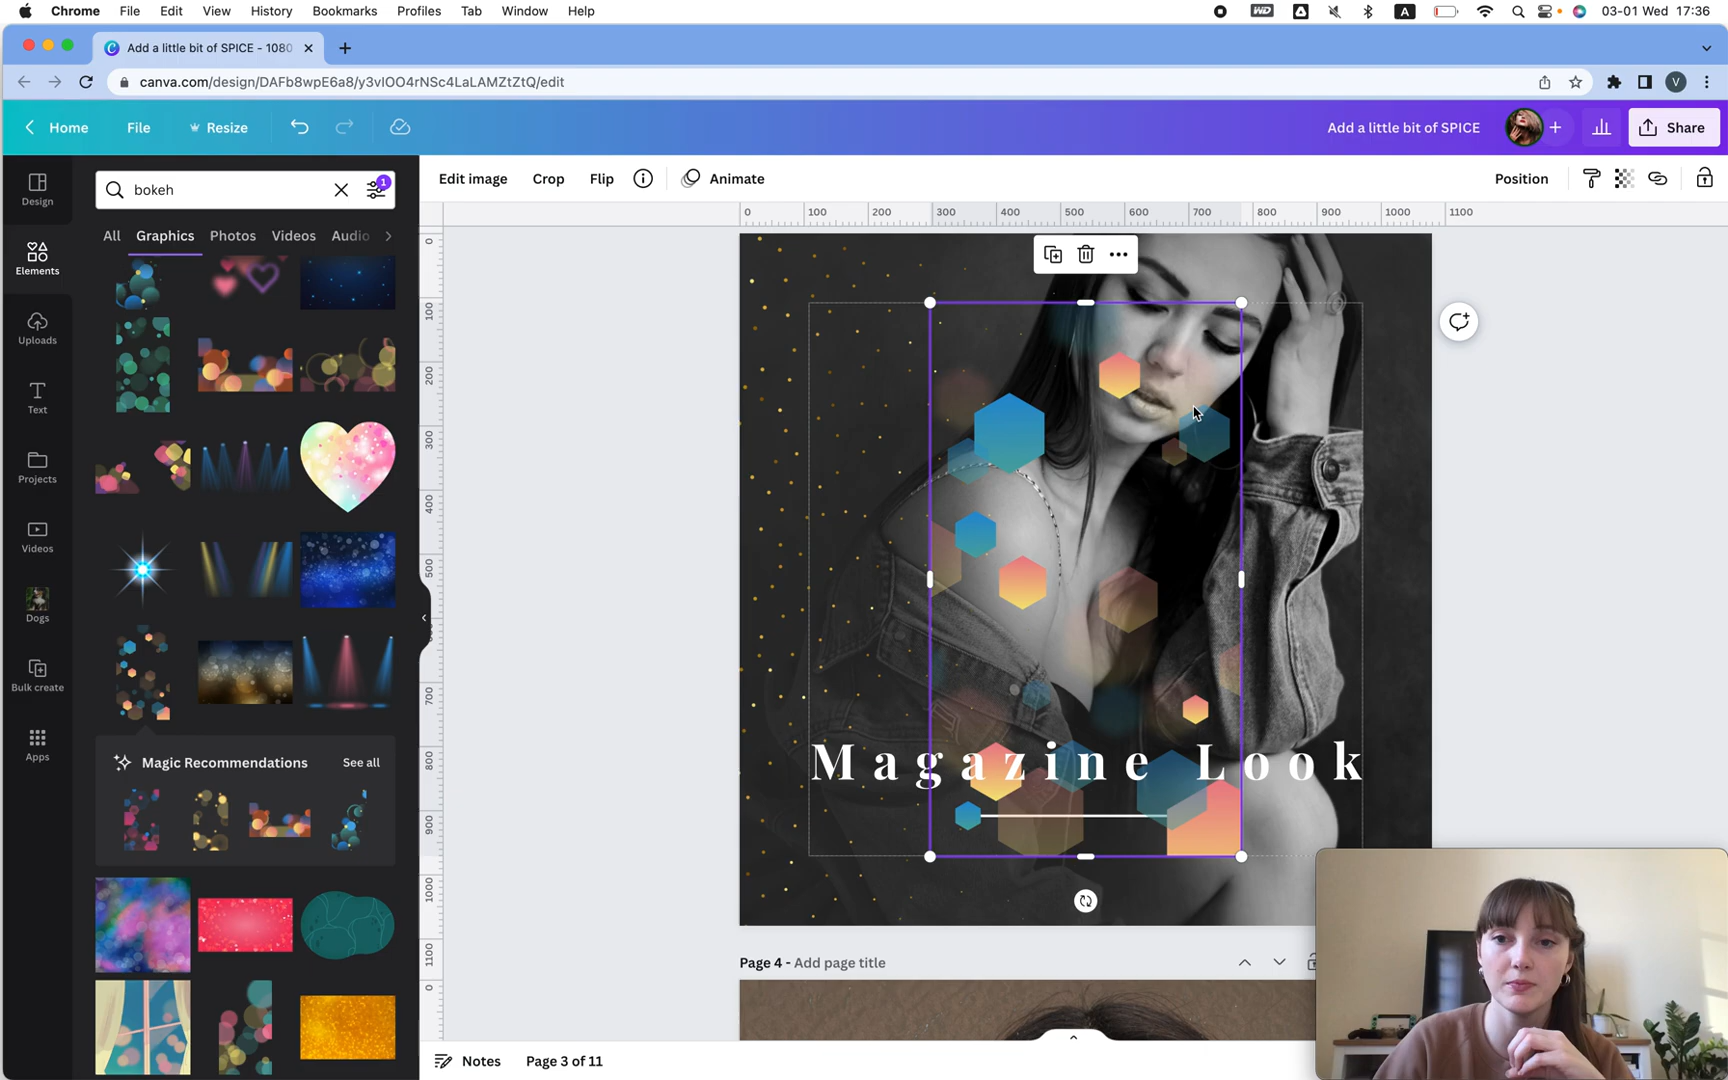 Chrome File Edit View History Bookmarks Profiles Tab Window Help
WD A 03-01 Wed 17:36
Add a little bit of SPICE - 1080
canva.com/design/DAFb8wpE6a8/y3vIOO4rNSc4LaLAMZtZtQ/edit
V
Home File Resize
Add a little bit of SPICE
Share
Edit image Crop Flip Animate
Position
Design
Elements
Uploads
Text
Projects
Videos
Dogs
Bulk create
Apps
bokeh
1
All Graphics Photos Videos Audio
Magic Recommendations See all
0 100 200 300 400 500 600 700 800 900 1000 1100
0
100
200
300
400
500
700
800
900
1000
1100
0
Magazine Look
Page 4 - Add page title
Notes Page 3 of 11